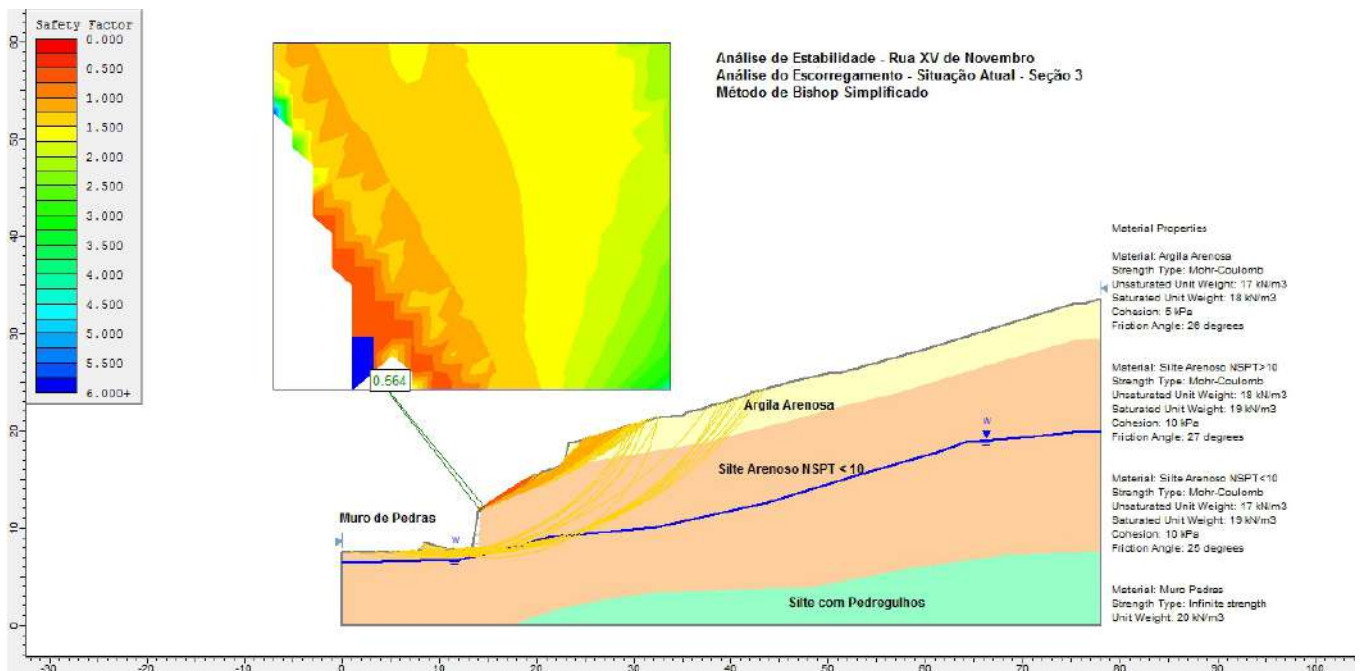 Safety Factor
0.000
0.500
1.000
1.500
2.000
2.500
3.000
3.500
4.000
4.500
5.000
5.500
6.000+
Análise de Estabilidade - Rua XV de Novembro
Análise do Escorregamento - Situação Atual - Seção 3
Método de Bishop Simplificado
0.564
Argila Arenosa
Silte Arenoso NSPT < 10
Muro de Pedras
Silte com Pedregulhos
W
W
Material Properties
Material: Argila Arenosa
Strength Type: Mohr-Coulomb
Unsaturated Unit Weight: 17 kN/m3
Saturated Unit Weight: 18 kN/m3
Cohesion: 5 kPa
Friction Angle: 26 degrees
Material: Silte Arenoso NSPT>10
Strength Type: Mohr-Coulomb
Unsaturated Unit Weight: 18 kN/m3
Saturated Unit Weight: 19 kN/m3
Cohesion: 10 kPa
Friction Angle: 27 degrees
Material: Silte Arenoso NSPT<10
Strength Type: Mohr-Coulomb
Unsaturated Unit Weight: 17 kN/m3
Saturated Unit Weight: 19 kN/m3
Cohesion: 10 kPa
Friction Angle: 25 degrees
Material: Muro Pedras
Strength Type: Infinite strength
Unit Weight: 20 kN/m3
60
50
40
30
20
10
0
-30
-20
-10
0
10
20
30
40
50
60
70
80
90
100